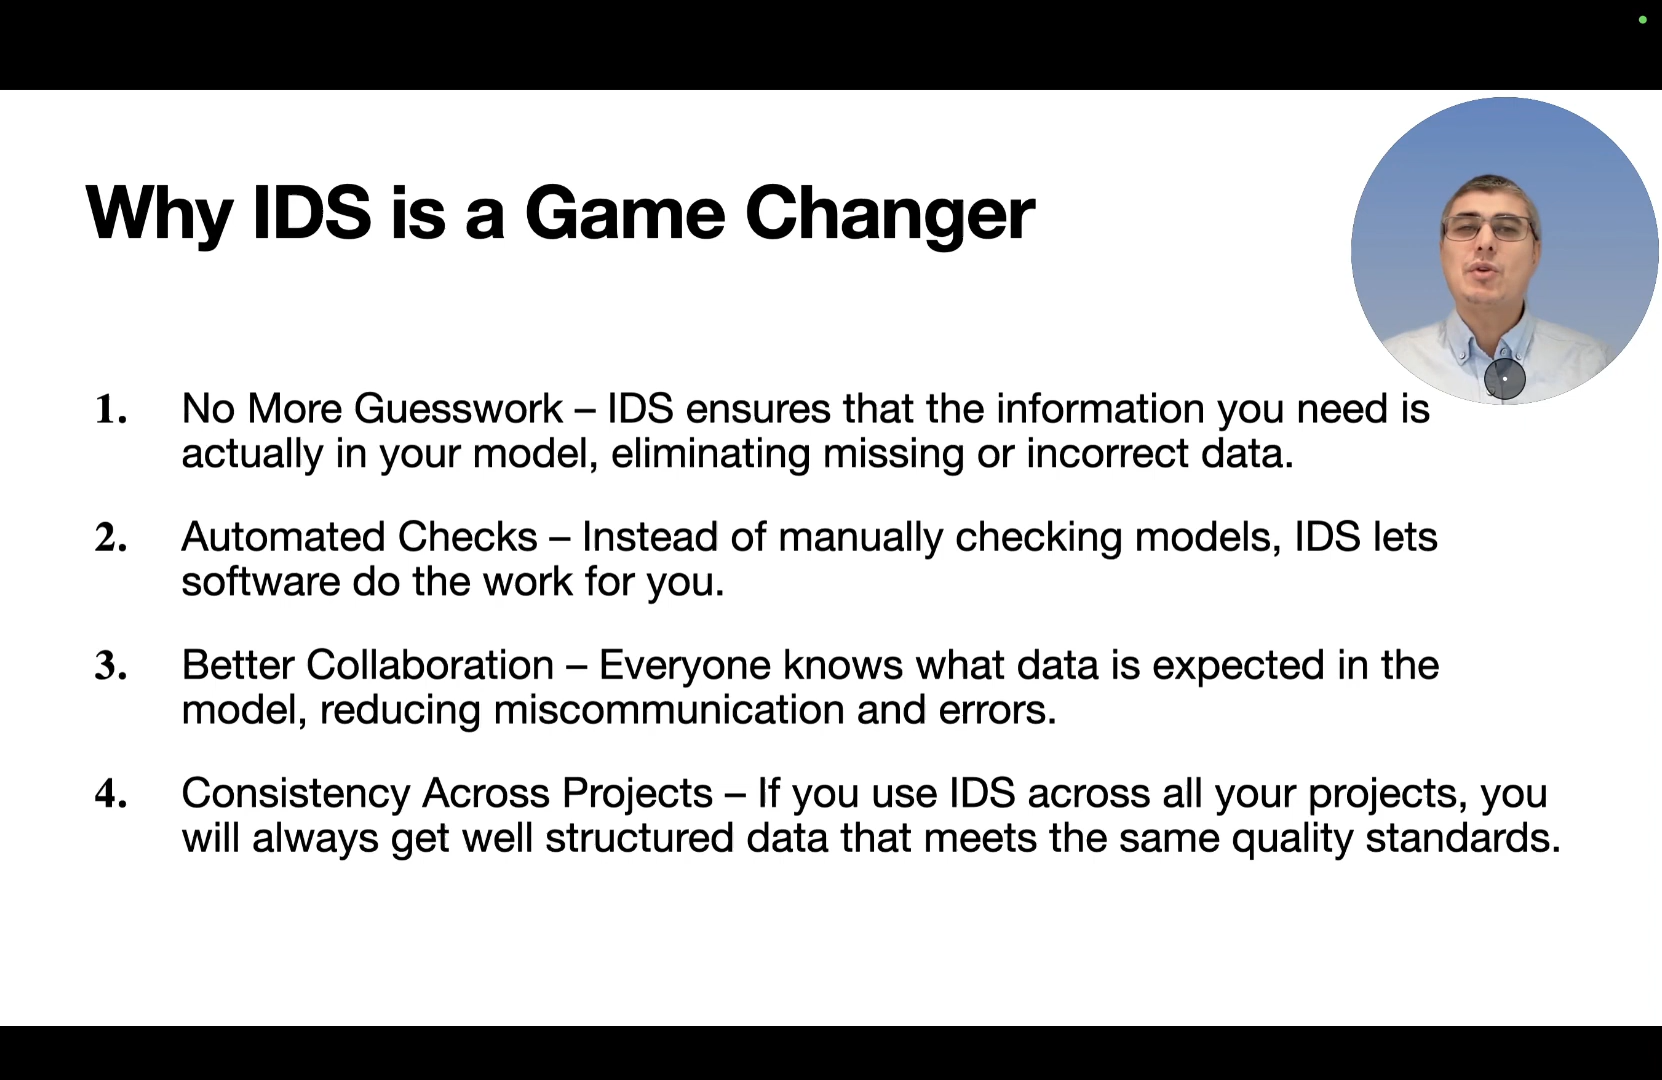 Why IDS is a Game Changer
1. No More Guesswork – IDS ensures that the information you need is
actually in your model, eliminating missing or incorrect data.
2. Automated Checks – Instead of manually checking models, IDS lets
software do the work for you.
3. Better Collaboration – Everyone knows what data is expected in the
model, reducing miscommunication and errors.
4. Consistency Across Projects – If you use IDS across all your projects, you
will always get well structured data that meets the same quality standards.